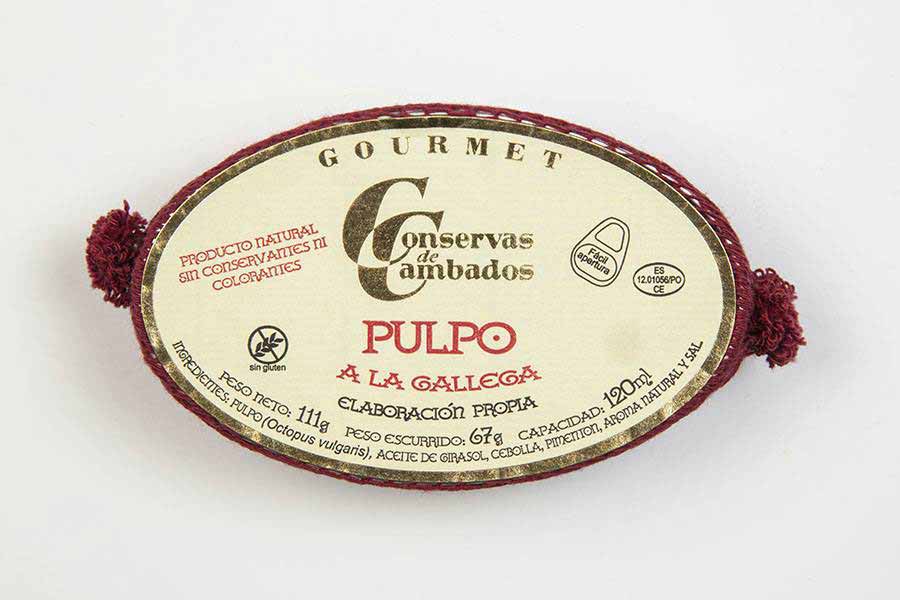 GOURMET
Conservas
de
Cambados
PRODUCTO NATURAL
SIN CONSERVANTES NI
COLORANTES
Fácil
apertura
ES
12.01056/PO
CE
sin gluten
PULPO
A LA GALLEGA
ELABORACIÓN PROPIA
PESO NETO: 111g PESO ESCURRIDO: 67g CAPACIDAD: 120ml
INGREDIENTES: PULPO (Octopus vulgaris), ACEITE DE GIRASOL, CEBOLLA, PIMENTON, AROMA NATURAL Y SAL